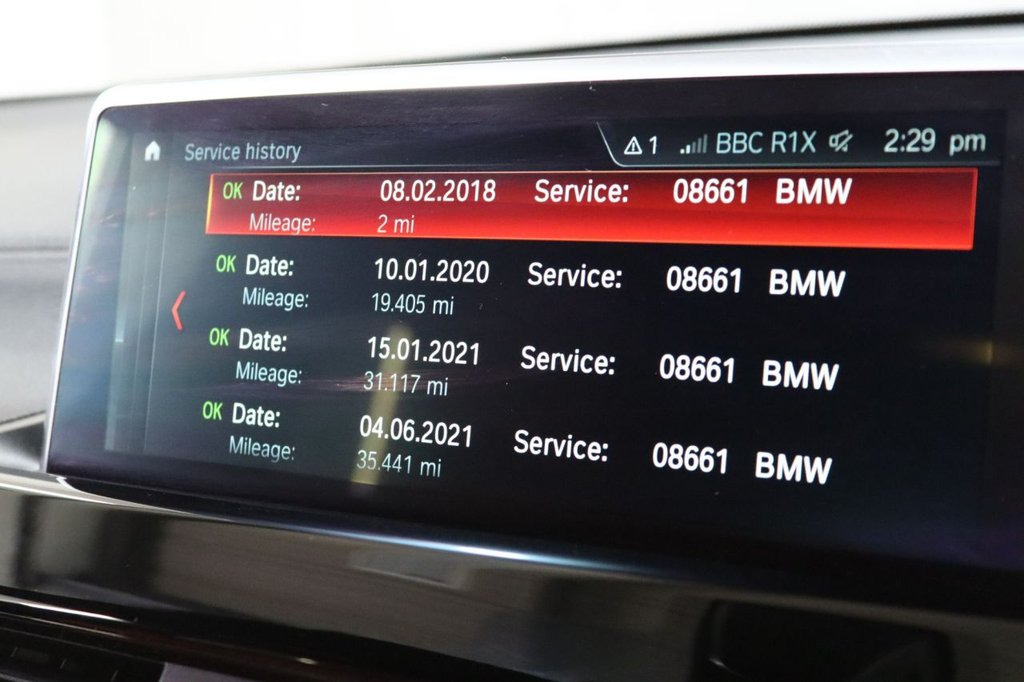 Service history
⚠ 1 BBC R1X 2:29 pm
OK Date: 08.02.2018 Service: 08661 BMW
Mileage: 2 mi
OK Date: 10.01.2020 Service: 08661 BMW
Mileage: 19.405 mi
OK Date: 15.01.2021 Service: 08661 BMW
Mileage: 31.117 mi
OK Date: 04.06.2021 Service: 08661 BMW
Mileage: 35.441 mi